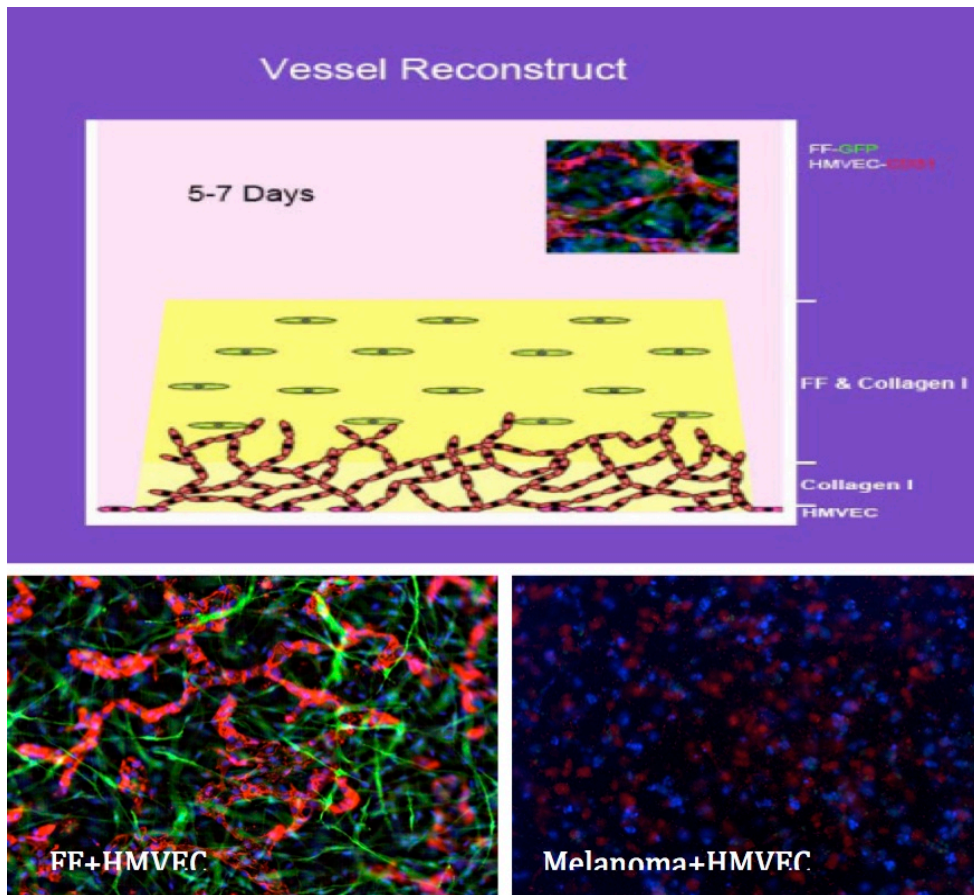 Vessel Reconstruct
5-7 Days
FF-GFP
HMVEC-CD31
FF & Collagen I
Collagen I
HMVEC
FF+HMVEC
Melanoma+HMVEC